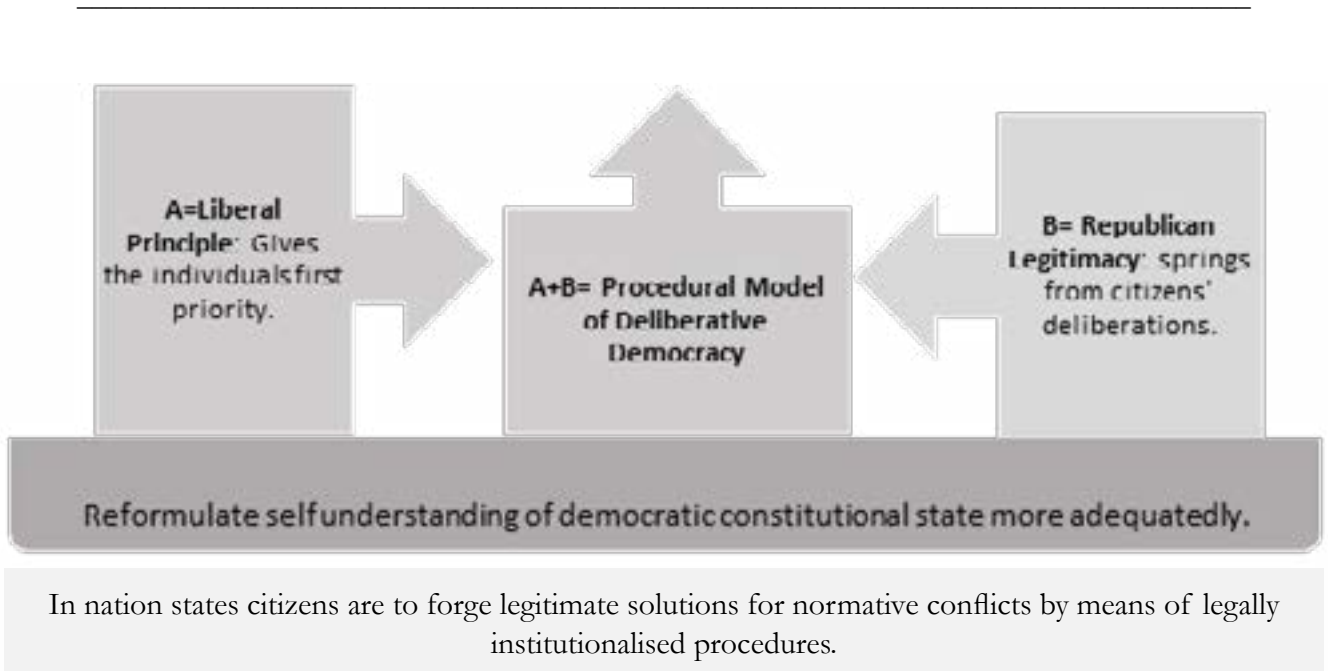 A=Liberal
Principle: Gives
the individuals first
priority.
A+B= Procedural Model
of Deliberative
Democracy
B= Republican
Legitimacy: springs
from citizens'
deliberations.
Reformulate self understanding of democratic constitutional state more adequatedly.
In nation states citizens are to forge legitimate solutions for normative conflicts by means of legally
institutionalised procedures.